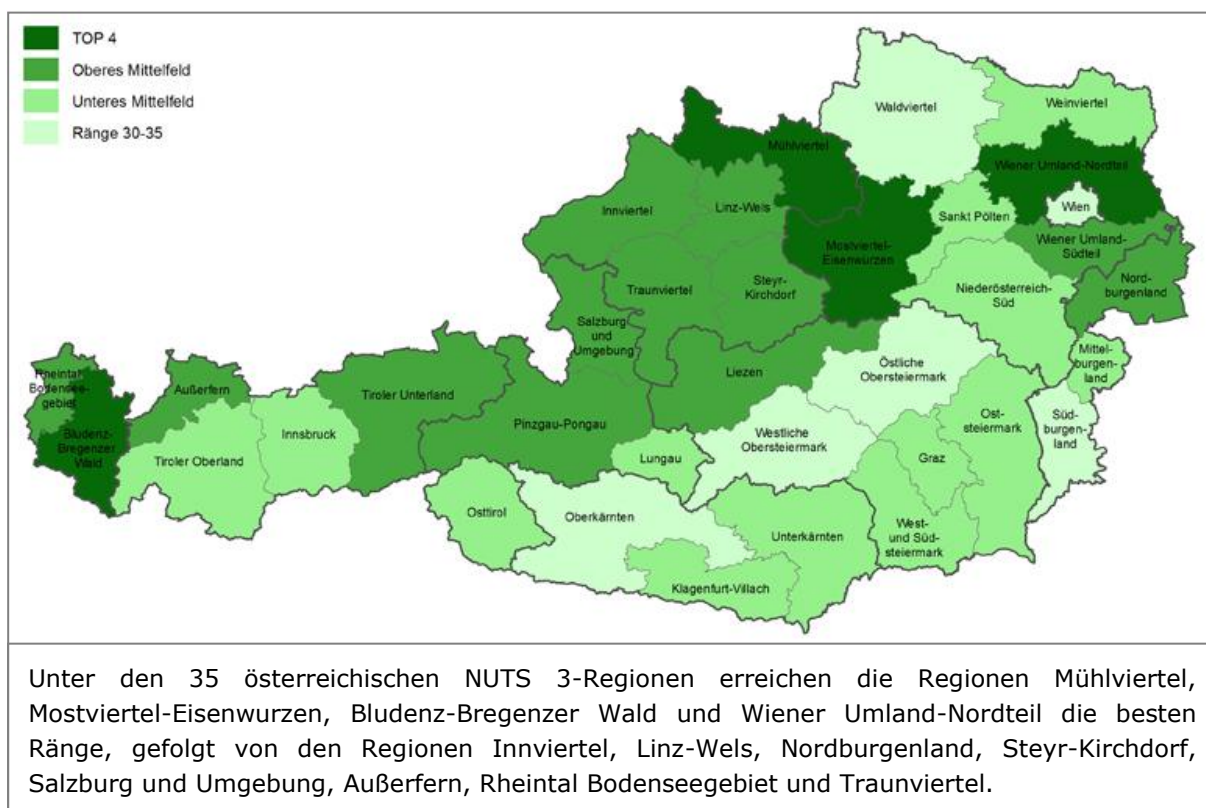 TOP 4
Oberes Mittelfeld
Unteres Mittelfeld
Ränge 30-35
Waldviertel
Weinviertel
Mühlviertel
Wiener Umland-Nordteil
Innviertel
Linz-Wels
Sankt Pölten
Wien
Mostviertel-
Eisenwurzen
Wiener Umland-
Südteil
Traunviertel
Steyr-
Kirchdorf
Niederösterreich-
Süd
Nord-
burgenland
Salzburg
und
Umgebung
Mittel-
burgen-
land
Rheintal
Bodensee-
gebiet
Außerfern
Tiroler Unterland
Liezen
Östliche
Obersteiermark
Bludenz-
Bregenzer
Wald
Tiroler Oberland
Innsbruck
Pinzgau-Pongau
Westliche
Obersteiermark
Ost-
steiermark
Süd-
burgen-
land
Lungau
Graz
Osttirol
Oberkärnten
Unterkärnten
West-
und Süd-
steiermark
Klagenfurt-Villach
Unter den 35 österreichischen NUTS 3-Regionen erreichen die Regionen Mühlviertel,
Mostviertel-Eisenwurzen, Bludenz-Bregenzer Wald und Wiener Umland-Nordteil die besten
Ränge, gefolgt von den Regionen Innviertel, Linz-Wels, Nordburgenland, Steyr-Kirchdorf,
Salzburg und Umgebung, Außerfern, Rheintal Bodenseegebiet und Traunviertel.